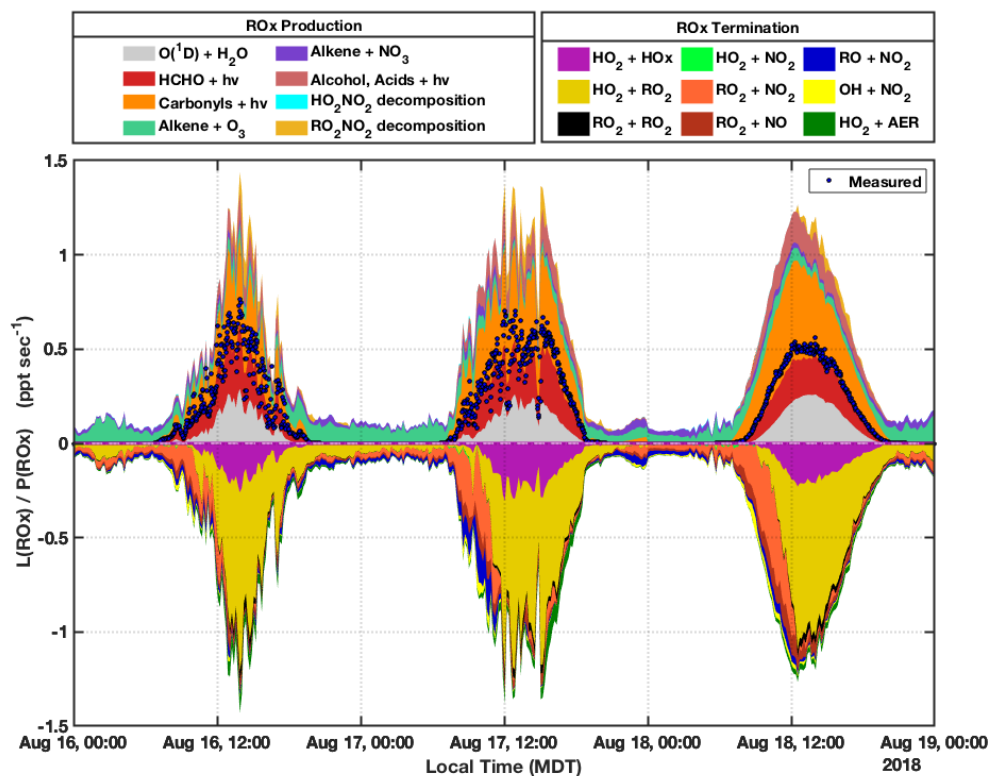 ROx Production
O(¹D) + H₂O
Alkene + NO₃
HCHO + hv
Alcohol, Acids + hv
Carbonyls + hv
HO₂NO₂ decomposition
Alkene + O₃
RO₂NO₂ decomposition
ROx Termination
HO₂ + HOx
HO₂ + NO₂
RO + NO₂
HO₂ + RO₂
RO₂ + NO₂
OH + NO₂
RO₂ + RO₂
RO₂ + NO
HO₂ + AER
Measured
L(ROx) / P(ROx) (ppt sec⁻¹)
1.5
1
0.5
0
-0.5
-1
-1.5
Aug 16, 00:00
Aug 16, 12:00
Aug 17, 00:00
Aug 17, 12:00
Aug 18, 00:00
Aug 18, 12:00
Aug 19, 00:00
2018
Local Time (MDT)